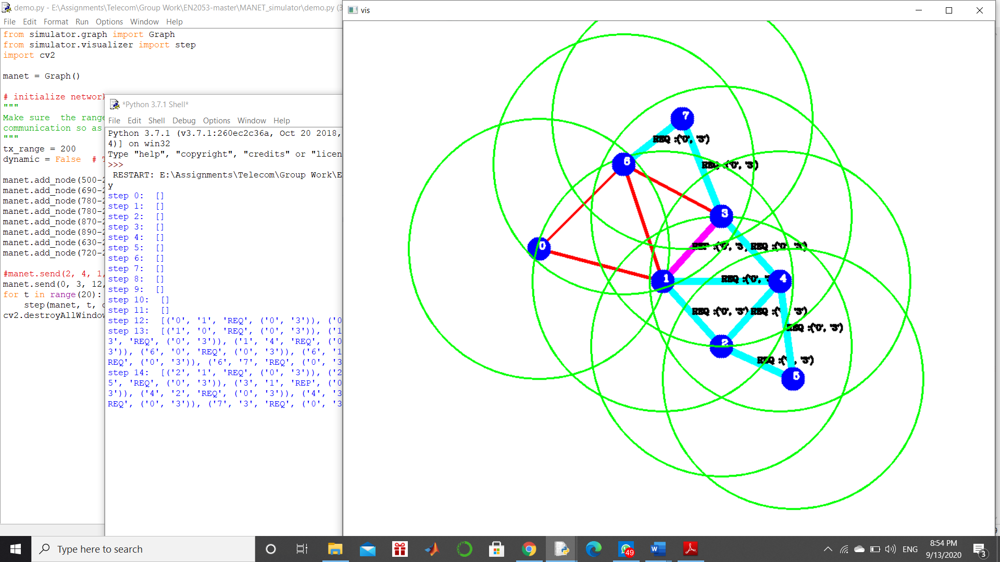 demo.py - E:\Assignments\Telecom\Group Work\EN2053-master\MANET_simulator\demo.py (3
File Edit Format Run Options Window Help
from simulator.graph import Graph
from simulator.visualizer import step
import cv2
manet = Graph()
# initialize network
"""
Make sure the range
communication so as
"""
tx_range = 200
dynamic = False #
manet.add_node(500-2
manet.add_node(690-2
manet.add_node(780-2
manet.add_node(780-2
manet.add_node(870-2
manet.add_node(890-2
manet.add_node(630-2
manet.add_node(720-2
#manet.send(2, 4, 1,
manet.send(0, 3, 12,
for t in range(20):
step(manet, t,
cv2.destroyAllWindow
*Python 3.7.1 Shell*
File Edit Shell Debug Options Window Help
Python 3.7.1 (v3.7.1:260ec2c36a, Oct 20 2018,
4)] on win32
Type "help", "copyright", "credits" or "licen
>>>
RESTART: E:\Assignments\Telecom\Group Work\E
y
step 0: []
step 1: []
step 2: []
step 3: []
step 4: []
step 5: []
step 6: []
step 7: []
step 8: []
step 9: []
step 10: []
step 11: []
step 12: [('0', '1', 'REQ', ('0', '3')), ('0
step 13: [('1', '0', 'REQ', ('0', '3')), ('1
3', 'REQ', ('0', '3')), ('1', '4', 'REQ', ('0
3')), ('6', '0', 'REQ', ('0', '3')), ('6', '1
REQ', ('0', '3')), ('6', '7', 'REQ', ('0', '3
step 14: [('2', '1', 'REQ', ('0', '3')), ('2
5', 'REQ', ('0', '3')), ('3', '1', 'REP', ('0
3')), ('4', '2', 'REQ', ('0', '3')), ('4', '3
REQ', ('0', '3')), ('7', '3', 'REQ', ('0', '3
vis
7
REQ :('0', '3')
6
REQ :('0', '3')
3
0
REP :('0', '3') REQ :('0', '3')
1
REQ :('0', '3
4
REQ :('0', '3') REQ :('0', '3')
REQ :('0', '3')
2
REQ :('0', '3')
5
Type here to search
49
ENG
8:54 PM
9/13/2020
3